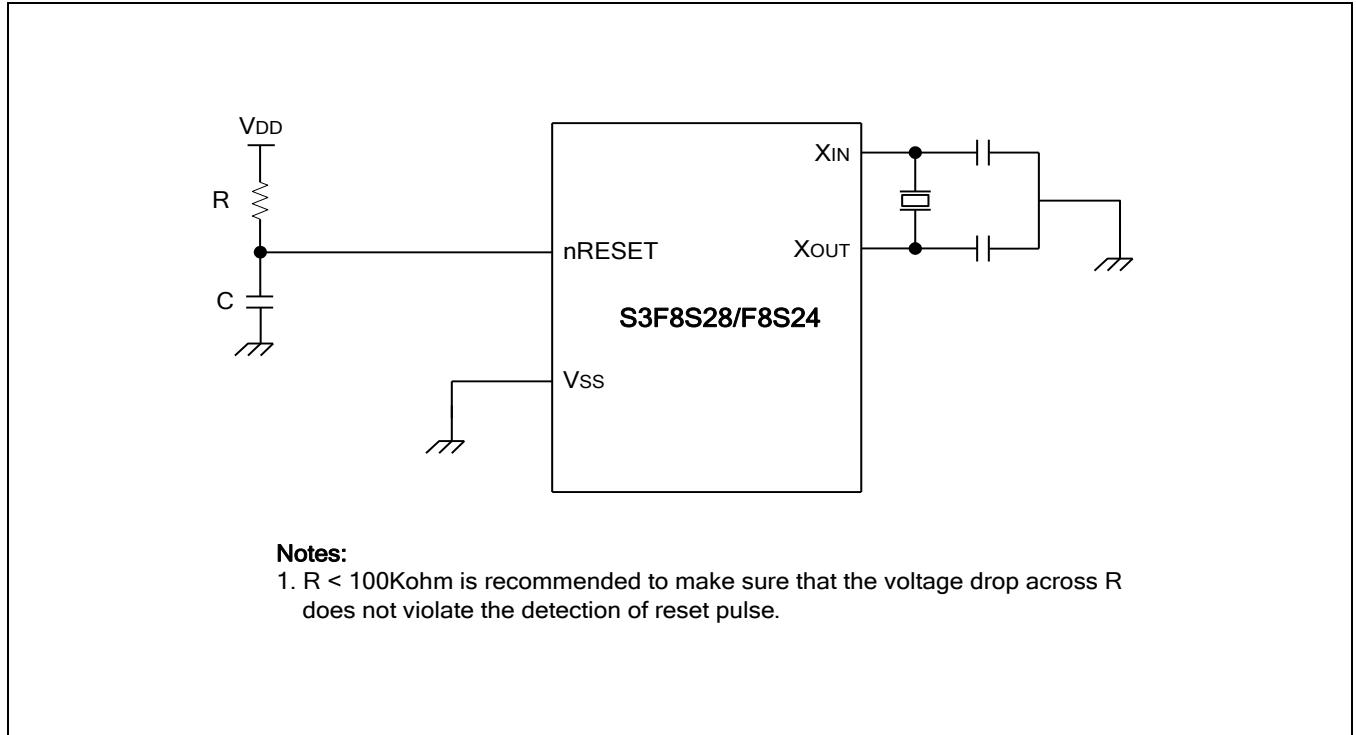 VDD
R
C
nRESET
XIN
XOUT
S3F8S28/F8S24
VSS
Notes:
1. R < 100Kohm is recommended to make sure that the voltage drop across R
does not violate the detection of reset pulse.